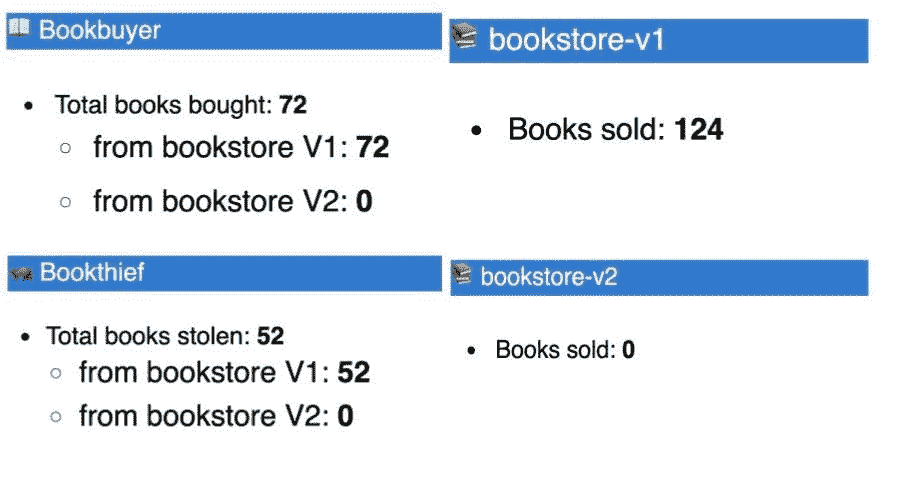 Bookbuyer
• Total books bought: 72
○ from bookstore V1: 72
○ from bookstore V2: 0
bookstore-v1
• Books sold: 124
Bookthief
• Total books stolen: 52
○ from bookstore V1: 52
○ from bookstore V2: 0
bookstore-v2
• Books sold: 0